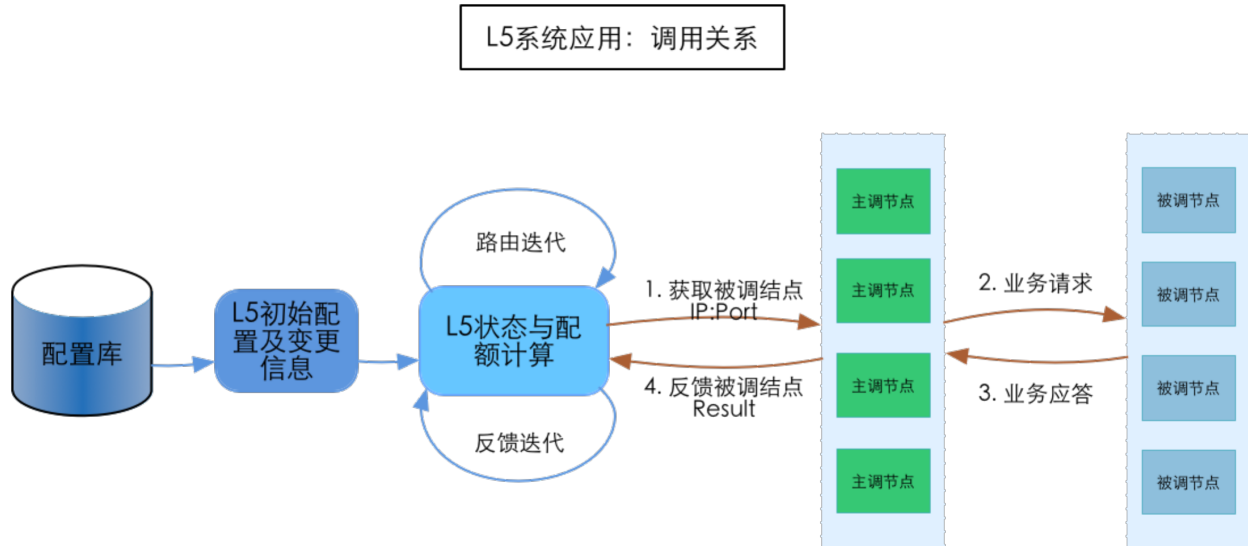 L5系统应用：调用关系
配置库
L5初始配
置及变更
信息
路由迭代
L5状态与配
额计算
反馈迭代
1. 获取被调结点
IP:Port
4. 反馈被调结点
Result
主调节点
主调节点
主调节点
主调节点
2. 业务请求
3. 业务应答
被调节点
被调节点
被调节点
被调节点